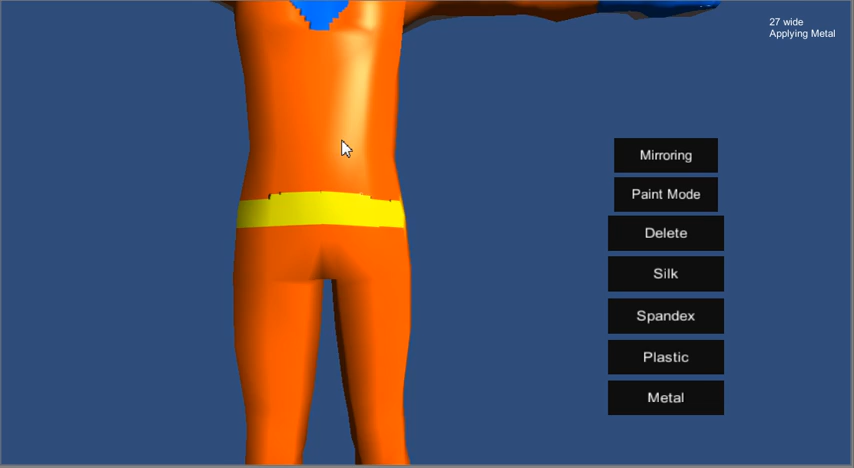 27 wide
Applying Metal
Mirroring
Paint Mode
Delete
Silk
Spandex
Plastic
Metal